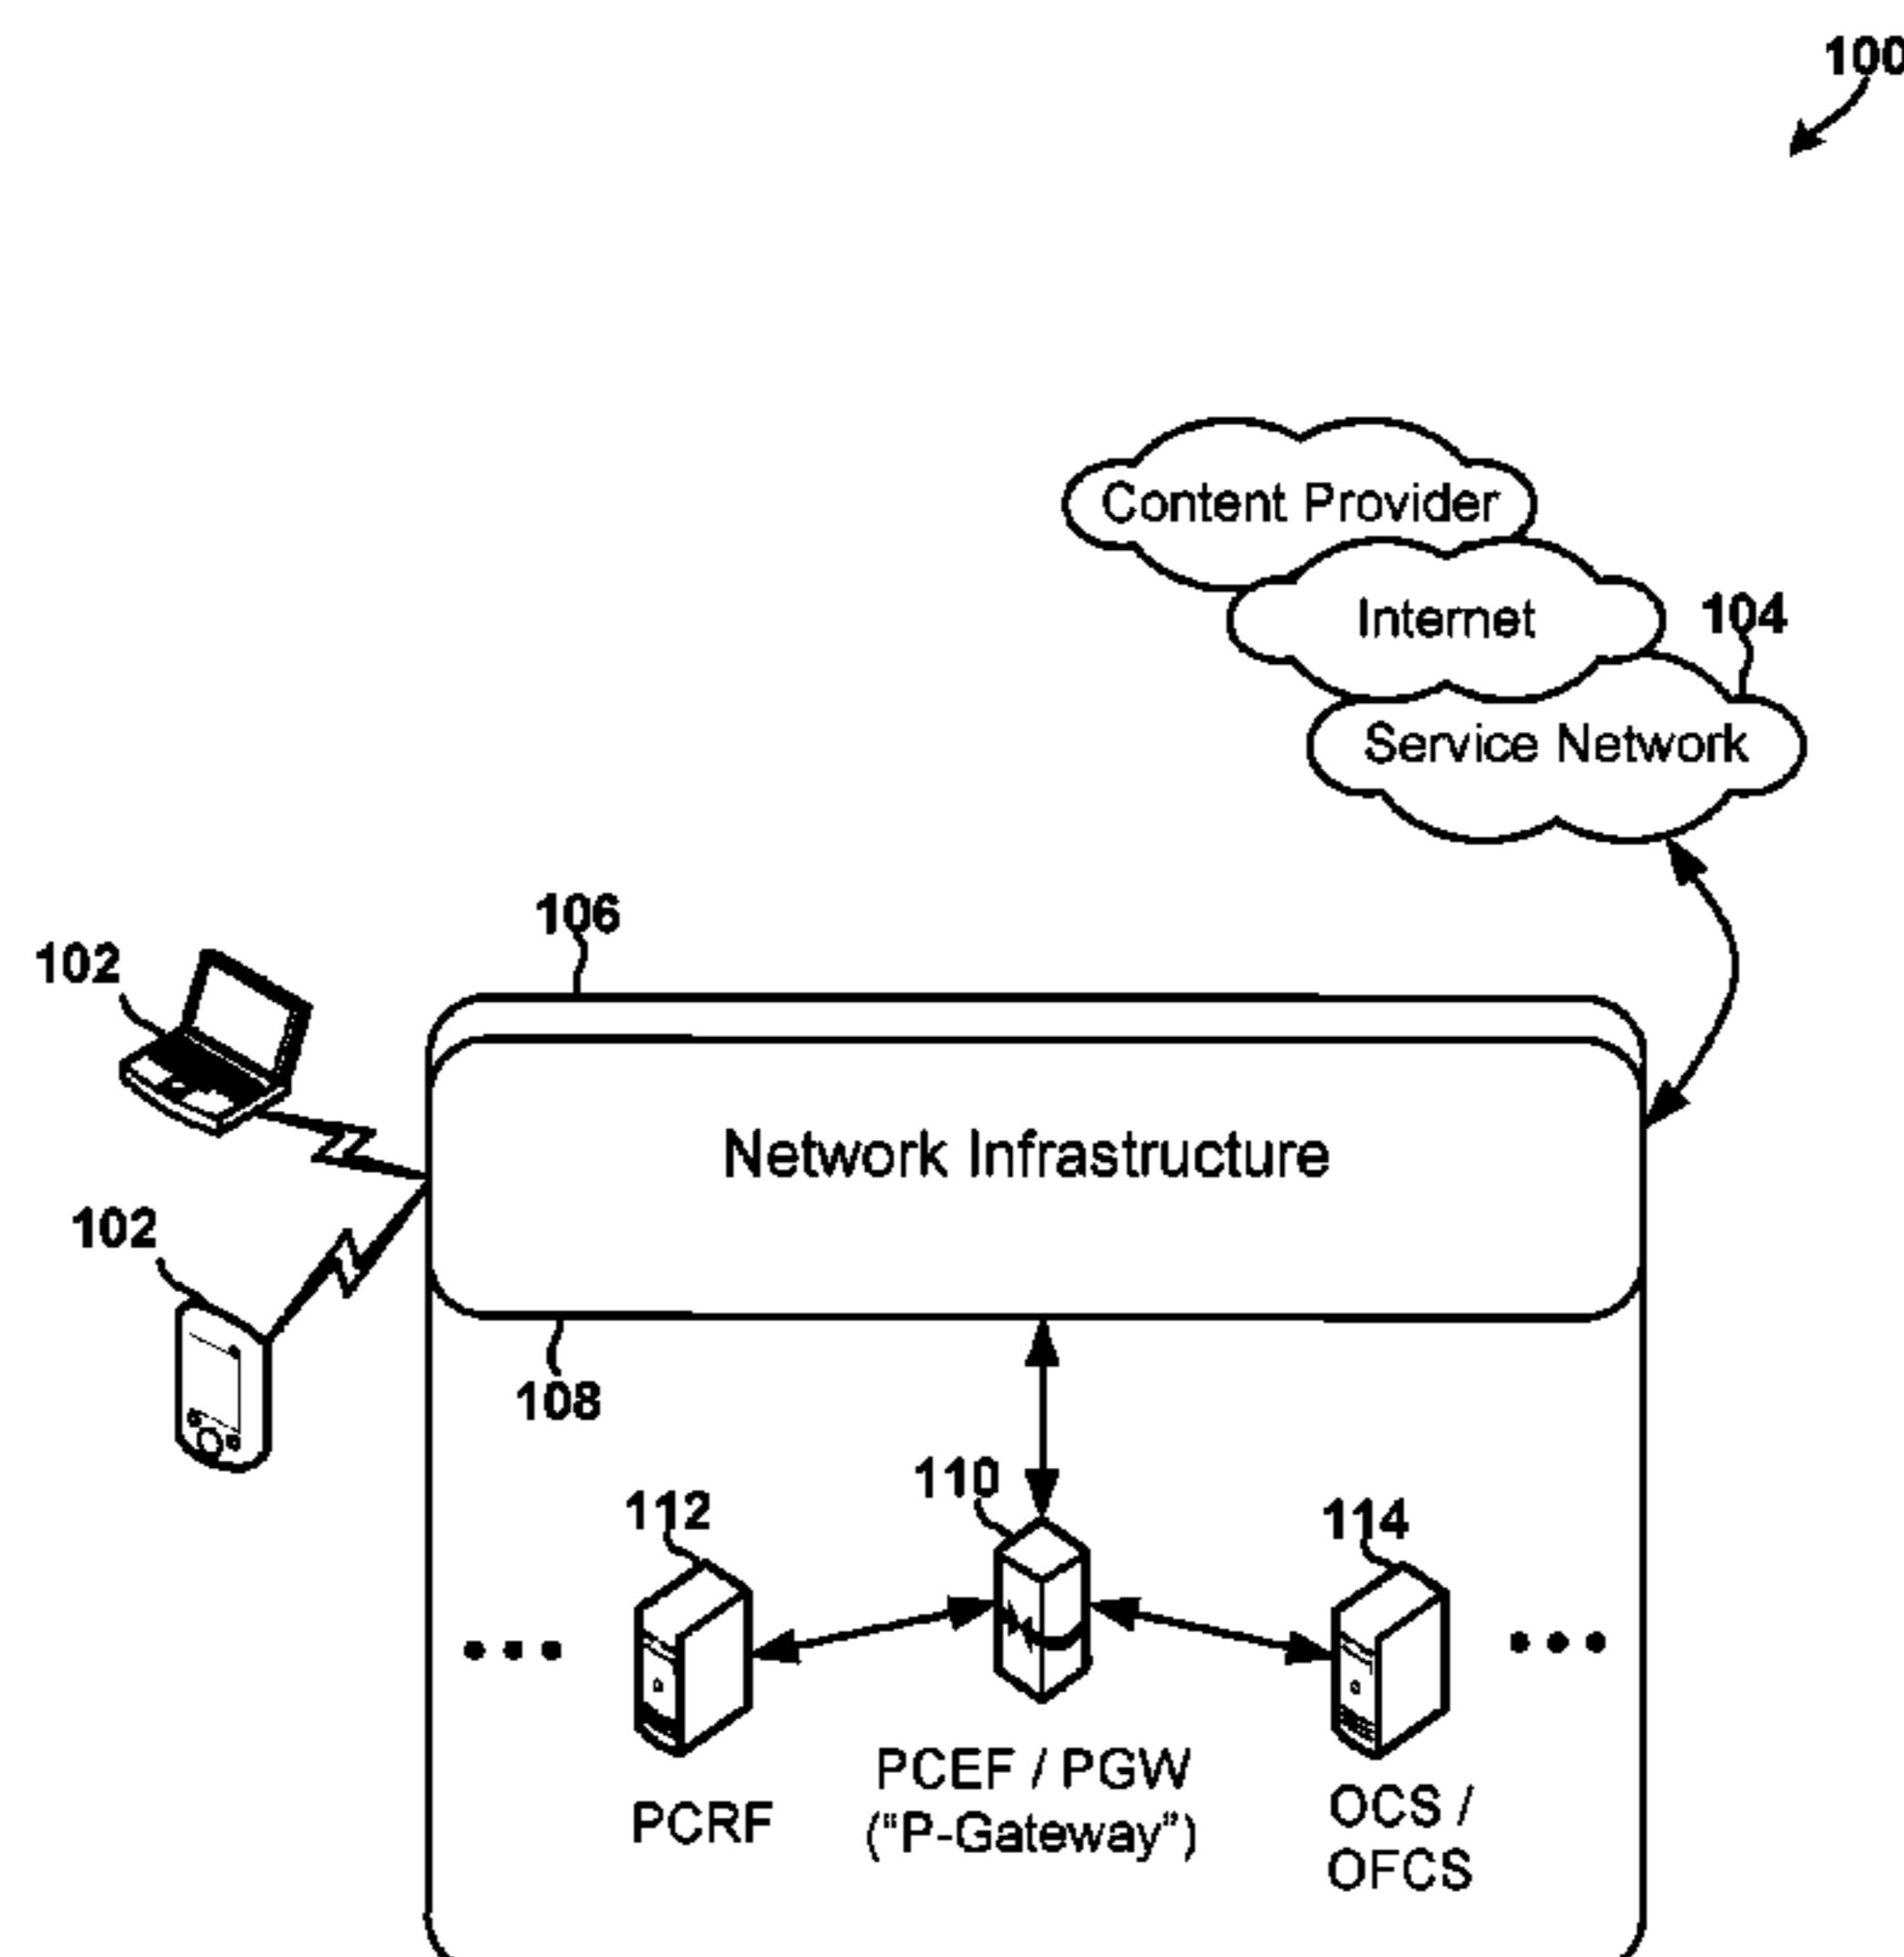 100
Content Provider
Internet
104
Service Network
106
102
Network Infrastructure
102
108
110
112
114
PCEF / PGW
("P-Gateway")
PCRF
OCS /
OFCS